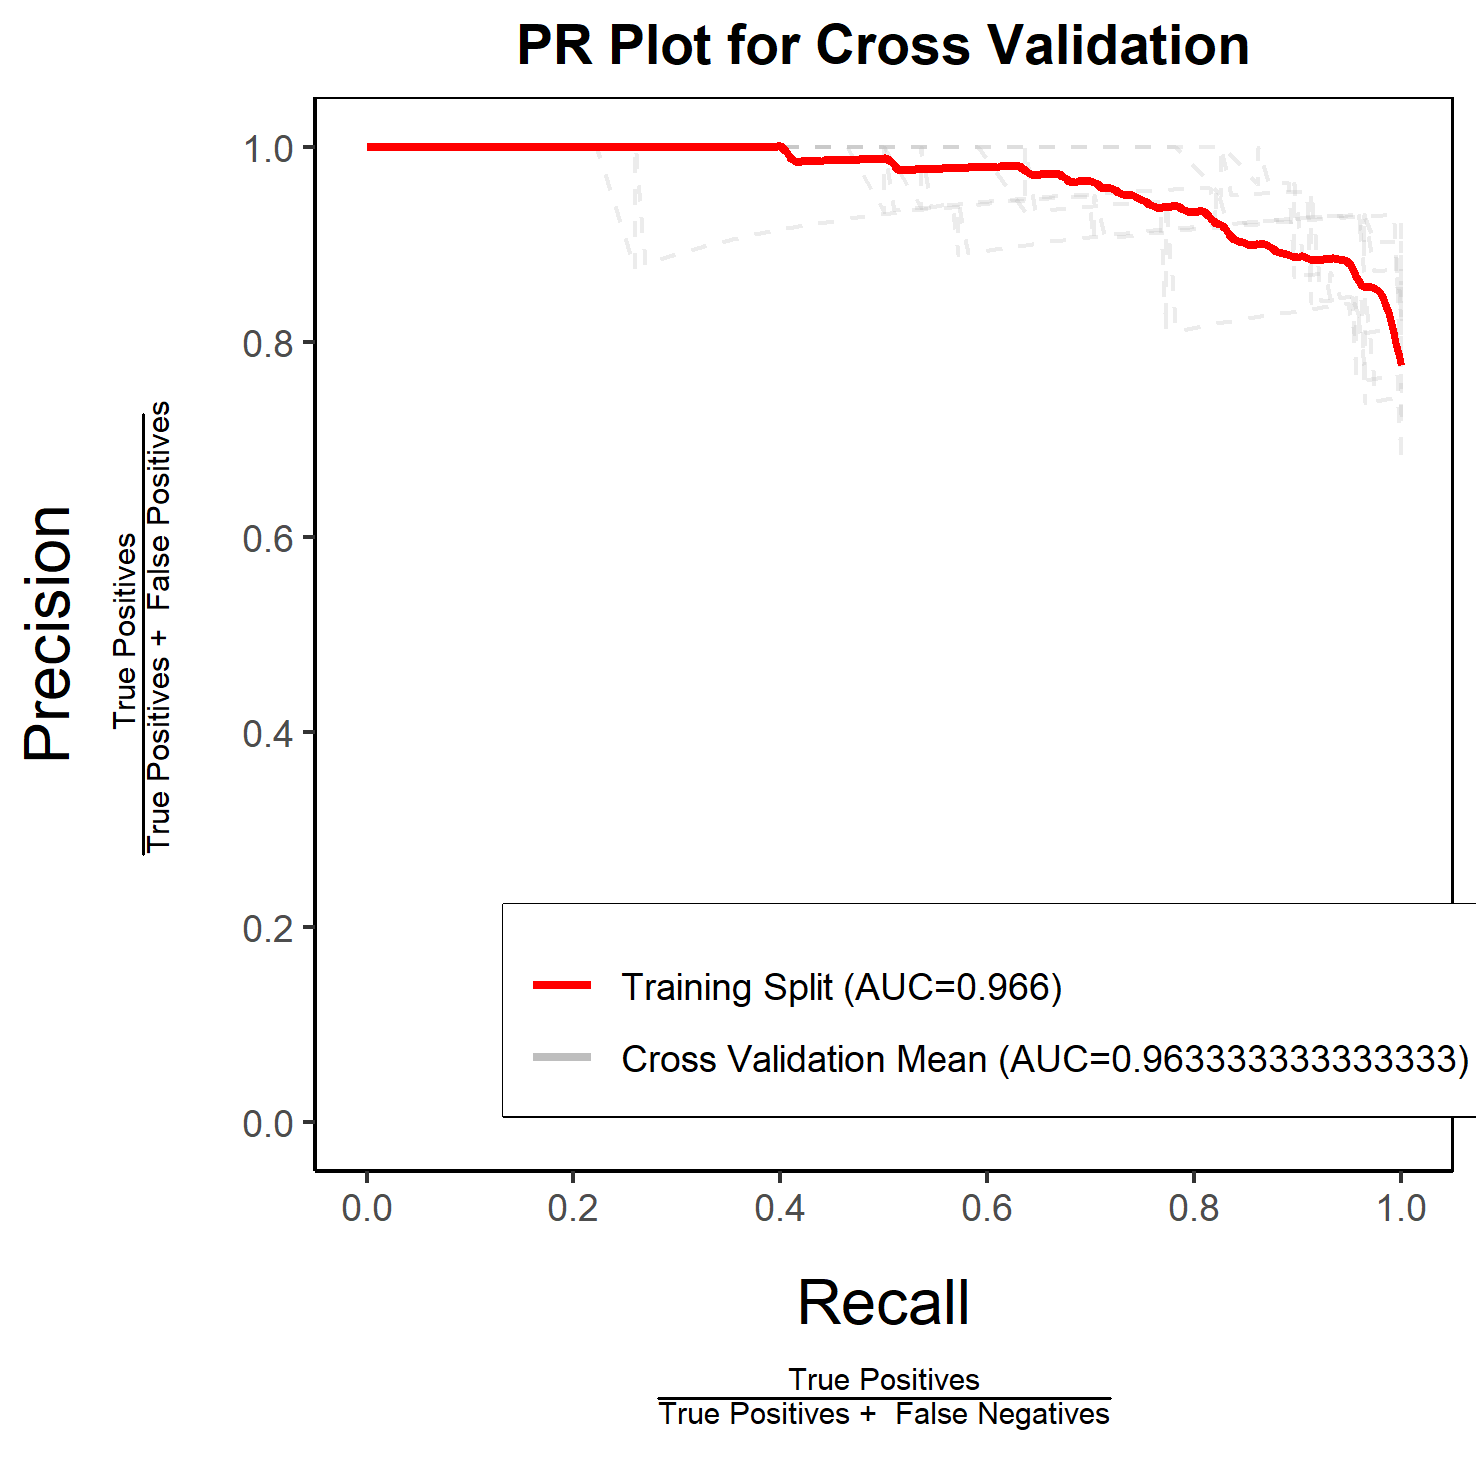 PR Plot for Cross Validation
Precision
True Positives
True Positives + False Positives
1.0
0.8
0.6
0.4
0.2
0.0
Training Split (AUC=0.966)
Cross Validation Mean (AUC=0.963333333333333)
0.0 0.2 0.4 0.6 0.8 1.0
Recall
True Positives
True Positives + False Negatives